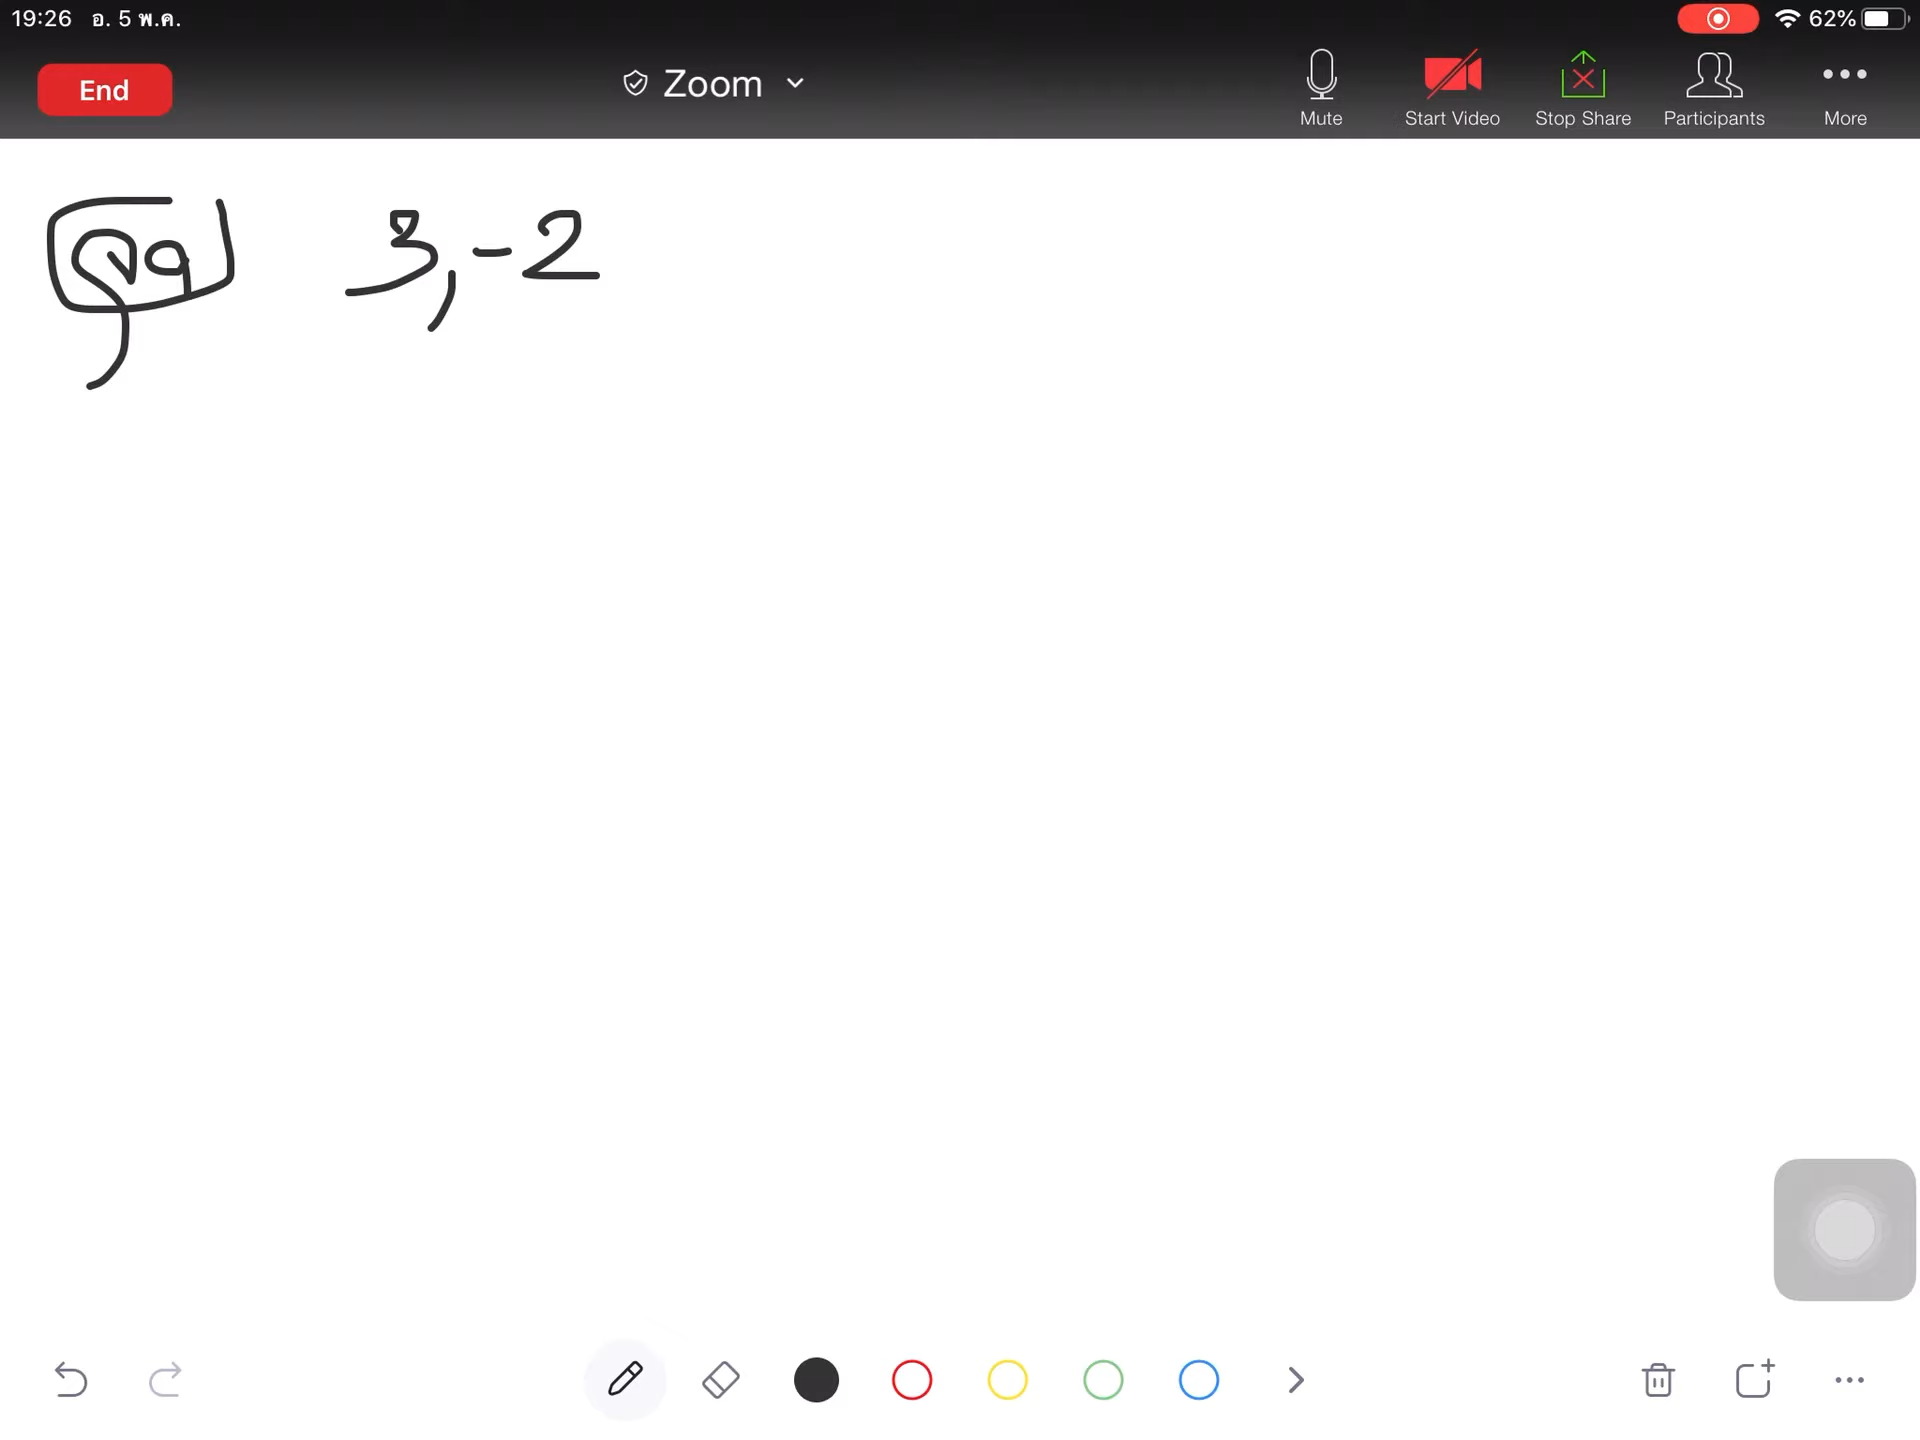 19:26 อ. 5 พ.ค. 62%
End Zoom Mute Start Video Stop Share Participants More
3, -2